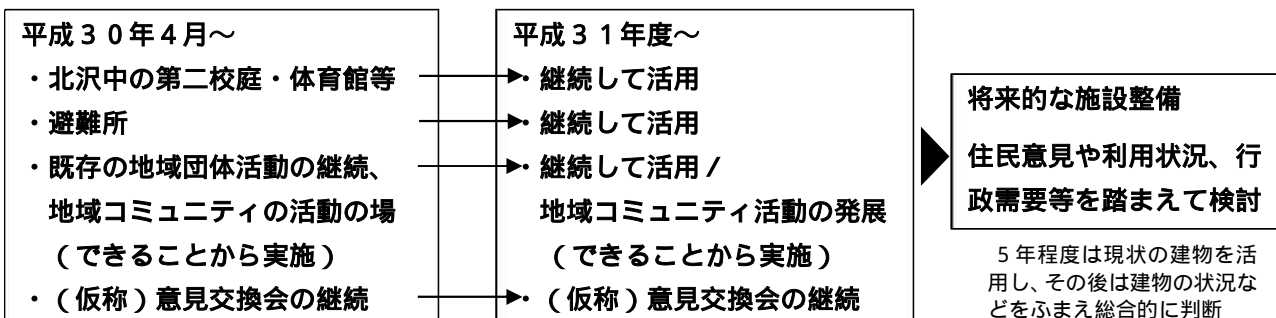 平成３０年４月～
・北沢中の第二校庭・体育館等
・避難所
・既存の地域団体活動の継続、
地域コミュニティの活動の場
（できることから実施）
・（仮称）意見交換会の継続
平成３１年度～
・継続して活用
・継続して活用
・継続して活用／
地域コミュニティ活動の発展
（できることから実施）
・（仮称）意見交換会の継続
将来的な施設整備
住民意見や利用状況、行
政需要等を踏まえて検討
５年程度は現状の建物を活
用し、その後は建物の状況な
どをふまえ総合的に判断